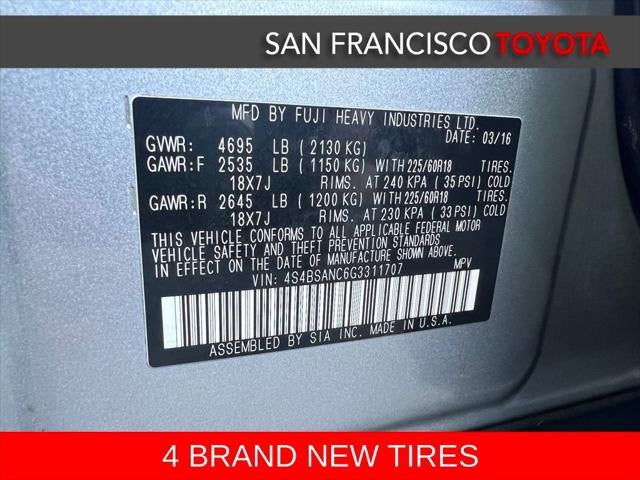 SAN FRANCISCO TOYOTA
MFD BY FUJI HEAVY INDUSTRIES LTD.
DATE: 03/16
GVWR: 4695 LB (2130 KG)
GAWR:F 2535 LB (1150 KG) WITH 225/60R18 TIRES.
18X7J RIMS. AT 240 KPA (35 PSI) COLD
GAWR:R 2645 LB (1200 KG) WITH 225/60R18 TIRES.
18X7J RIMS. AT 230 KPA (33 PSI) COLD
THIS VEHICLE CONFORMS TO ALL APPLICABLE FEDERAL MOTOR
VEHICLE SAFETY AND THEFT PREVENTION STANDARDS
IN EFFECT ON THE DATE OF MANUFACTURE SHOWN ABOVE.
VIN: 4S4BSANC6G3311707 MPV
ASSEMBLED BY SIA INC. MADE IN U.S.A.
4 BRAND NEW TIRES